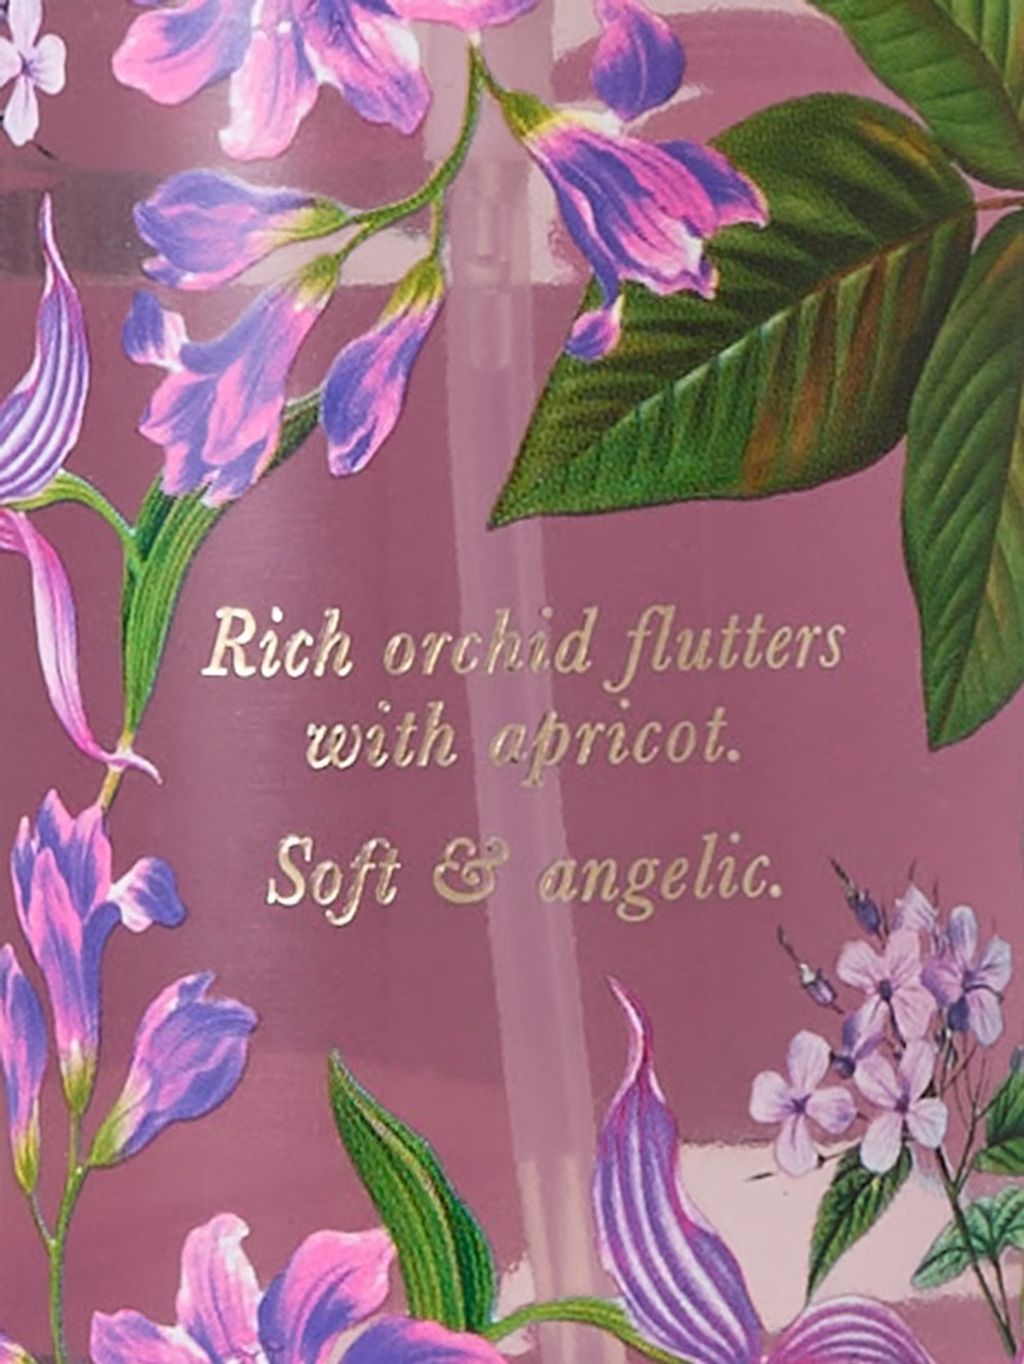 Rich orchid flutters
with apricot.
Soft & angelic.